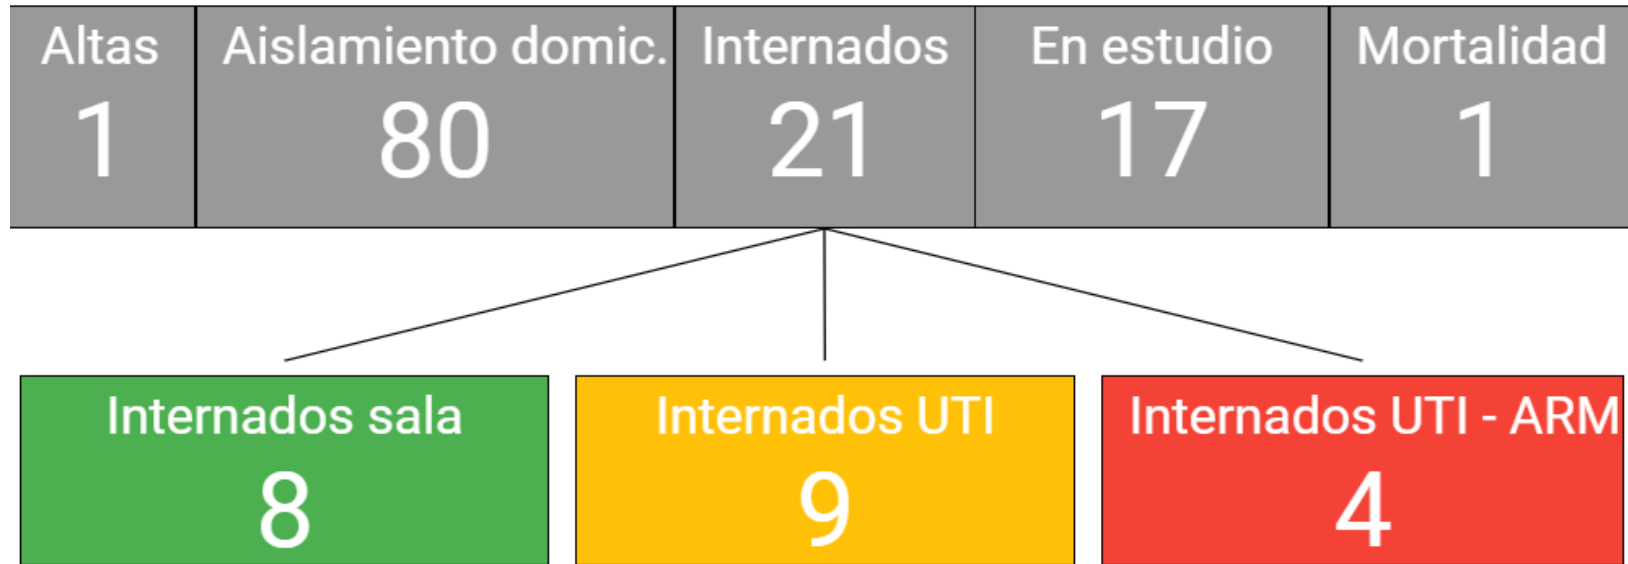 Altas Aislamiento domic. Internados En estudio Mortalidad
1 80 21 17 1
Internados sala Internados UTI Internados UTI - ARM
8 9 4